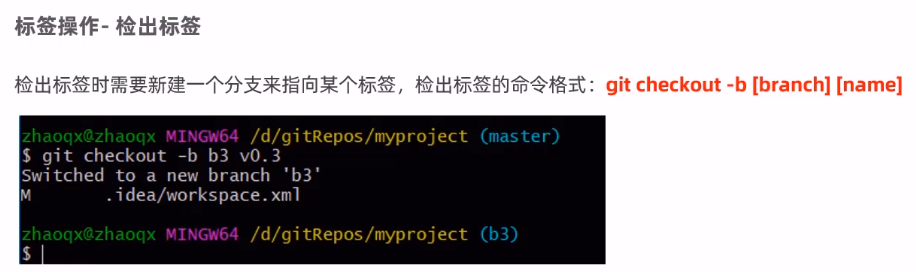 标签操作- 检出标签
检出标签时需要新建一个分支来指向某个标签，检出标签的命令格式：git checkout -b [branch] [name]
zhaoqx@zhaoqx MINGW64 /d/gitRepos/myproject (master)
$ git checkout -b b3 v0.3
Switched to a new branch 'b3'
M       .idea/workspace.xml
zhaoqx@zhaoqx MINGW64 /d/gitRepos/myproject (b3)
$